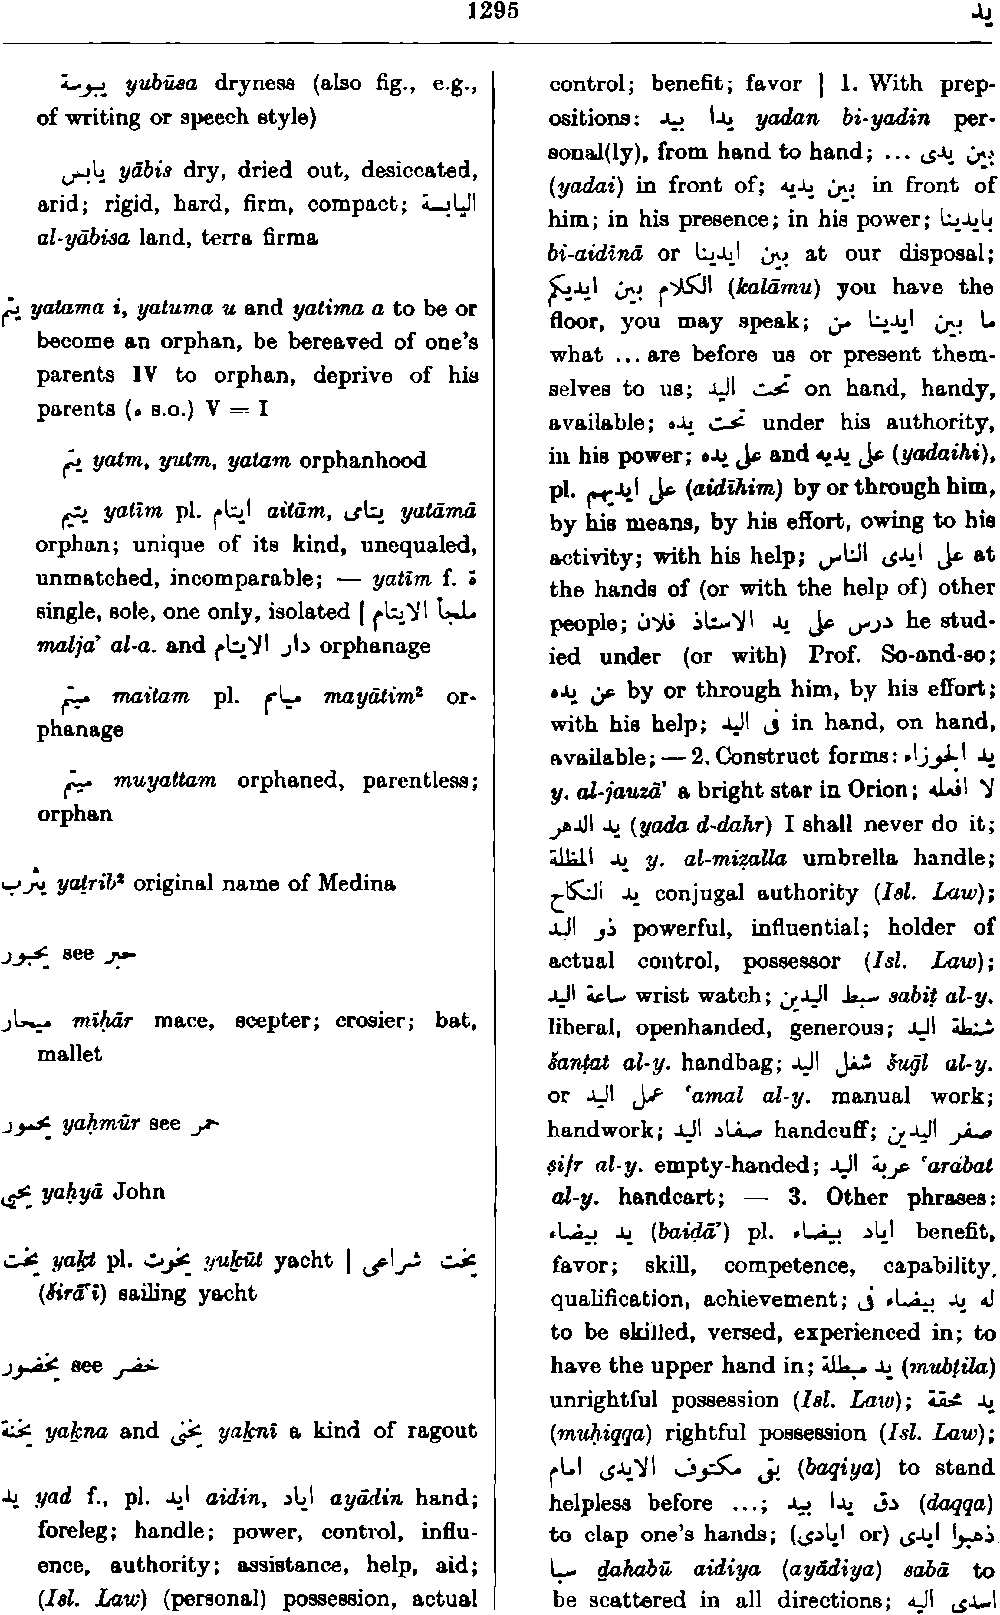 1295
يد
يبوسة yubūsa dryness (also fig., e.g.,
of writing or speech style)
يابس yābis dry, dried out, desiccated,
arid; rigid, hard, firm, compact; اليابسة
al-yābisa land, terra firma
يتم yatama i, yatuma u and yatima a to be or
become an orphan, be bereaved of one's
parents IV to orphan, deprive of his
parents (ه s.o.) V = I
يتم yatm, yutm, yatam orphanhood
يتيم yatīm pl. ايتام aitām, يتامى yatāmā
orphan; unique of its kind, unequaled,
unmatched, incomparable; — yatīm f. ة
single, sole, one only, isolated | ملجأ الايتام
malja' al-a. and دار الايتام orphanage
ميتم maitam pl. مياتم mayātim² or-
phanage
ميتم muyattam orphaned, parentless;
orphan
يثرب yaṯrib² original name of Medina
يحبور see حبر
ميحار mīḥār mace, scepter; crosier; bat,
mallet
يحمور yaḥmūr see حمر
يحيى yaḥyā John
يخت yaḵt pl. يخوت yuḵūt yacht | يخت شراعى
(širā‘ī) sailing yacht
يخضور see خضر
يخنة yaḵna and يخنى yaḵnī a kind of ragout
يد yad f., pl. ايد aidin, اياد ayādin hand;
foreleg; handle; power, control, influ-
ence, authority; assistance, help, aid;
(Isl. Law) (personal) possession, actual
control; benefit; favor | 1. With prep-
ositions: يدا بيد yadan bi-yadin per-
sonal(ly), from hand to hand; بين يدى ...
(yadai) in front of; بين يديه in front of
him; in his presence; in his power; بايدينا
bi-aidīnā or بين ايدينا at our disposal;
الكلام بين ايديكم (kalāmu) you have the
floor, you may speak; ما بين ايدينا من
what ... are before us or present them-
selves to us; تحت اليد on hand, handy,
available; تحت يده under his authority,
in his power; على يده and على يديه (yadaihi),
pl. على ايديهم (aidīhim) by or through him,
by his means, by his effort, owing to his
activity; with his help; على ايدى الناس at
the hands of (or with the help of) other
people; درس على يد الاستاذ فلان he stud-
ied under (or with) Prof. So-and-so;
عن يده by or through him, by his effort;
with his help; فى اليد in hand, on hand,
available; — 2. Construct forms: يد الجوزاء
y. al-jauzā' a bright star in Orion; لا افعله
يد الدهر (yada d-dahr) I shall never do it;
يد المظلة y. al-miẓalla umbrella handle;
يد النكاح conjugal authority (Isl. Law);
ذو اليد powerful, influential; holder of
actual control, possessor (Isl. Law);
ساعة اليد wrist watch; سبط اليدين sabiṭ al-y.
liberal, openhanded, generous; شنطة اليد
šanṭat al-y. handbag; شغل اليد šuḡl al-y.
or عمل اليد ‘amal al-y. manual work;
handwork; صفاد اليد handcuff; صفر اليدين
ṣifr al-y. empty-handed; عربة اليد ‘arabat
al-y. handcart; — 3. Other phrases:
يد بيضاء (baiḍā') pl. اياد بيضاء benefit,
favor; skill, competence, capability,
qualification, achievement; له يد بيضاء فى
to be skilled, versed, experienced in; to
have the upper hand in; يد مبطلة (mubṭila)
unrightful possession (Isl. Law); يد محقة
(muḥiqqa) rightful possession (Isl. Law);
بقى مكتوف الايدى امام (baqiya) to stand
helpless before ...; دق يدا بيد (daqqa)
to clap one's hands; ذهبوا ايدى (or ايادى)
سبا ḏahabū aidiya (ayādiya) sabā to
be scattered in all directions; اسدى اليه